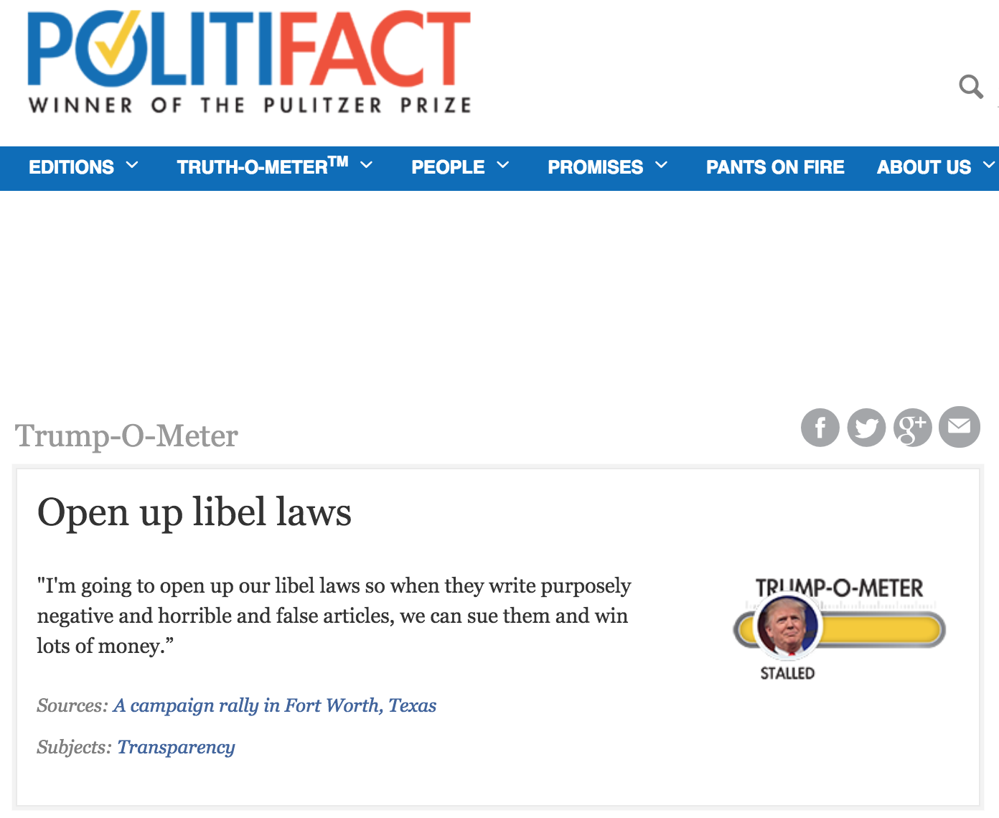 POLITIFACT
WINNER OF THE PULITZER PRIZE
EDITIONS TRUTH-O-METER™ PEOPLE PROMISES PANTS ON FIRE ABOUT US
Trump-O-Meter
f g+
Open up libel laws
"I'm going to open up our libel laws so when they write purposely
negative and horrible and false articles, we can sue them and win
lots of money.”
Sources: A campaign rally in Fort Worth, Texas
Subjects: Transparency
TRUMP-O-METER
STALLED